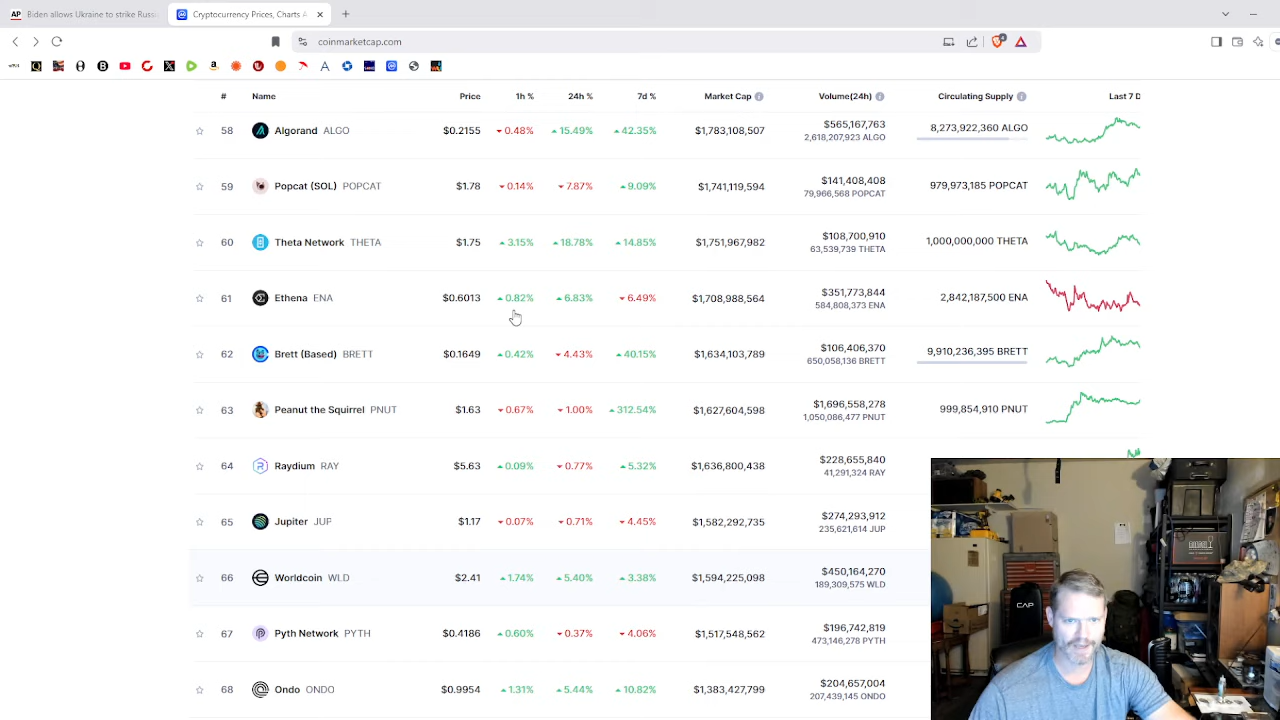 AP Biden allows Ukraine to strike Russ
Cryptocurrency Prices, Charts A
coinmarketcap.com
# Name Price 1h % 24h % 7d % Market Cap Volume(24h) Circulating Supply Last 7 D
58 Algorand ALGO $0.2155 0.48% 15.49% 42.35% $1,783,108,507 $565,167,763 8,273,922,360 ALGO
2,618,207,923 ALGO
59 Popcat (SOL) POPCAT $1.78 0.14% 7.87% 9.09% $1,741,119,594 $141,408,408 979,973,185 POPCAT
79,966,568 POPCAT
60 Theta Network THETA $1.75 3.15% 18.78% 14.85% $1,751,967,982 $108,700,910 1,000,000,000 THETA
63,539,739 THETA
61 Ethena ENA $0.6013 0.82% 6.83% 6.49% $1,708,988,564 $351,773,844 2,842,187,500 ENA
584,808,373 ENA
62 Brett (Based) BRETT $0.1649 0.42% 4.43% 40.15% $1,634,103,789 $106,406,370 9,910,236,395 BRETT
650,058,136 BRETT
63 Peanut the Squirrel PNUT $1.63 0.67% 1.00% 312.54% $1,627,604,598 $1,696,558,278 999,854,910 PNUT
1,050,086,477 PNUT
64 Raydium RAY $5.63 0.09% 0.77% 5.32% $1,636,800,438 $228,655,840
41,291,324 RAY
65 Jupiter JUP $1.17 0.07% 0.71% 4.45% $1,582,292,735 $274,293,912
235,621,614 JUP
66 Worldcoin WLD 1.74% 5.40% 3.38% $1,594,225,098 $450,164,270
189,309,575 WLD
67 Pyth Network PYTH $0.4186 0.60% 0.37% 4.06% $1,517,548,562 $196,742,819
473,146,278 PYTH
68 Ondo ONDO $0.9954 1.31% 5.44% 10.82% $1,383,427,799 $204,657,004
207,439,145 ONDO
CAP